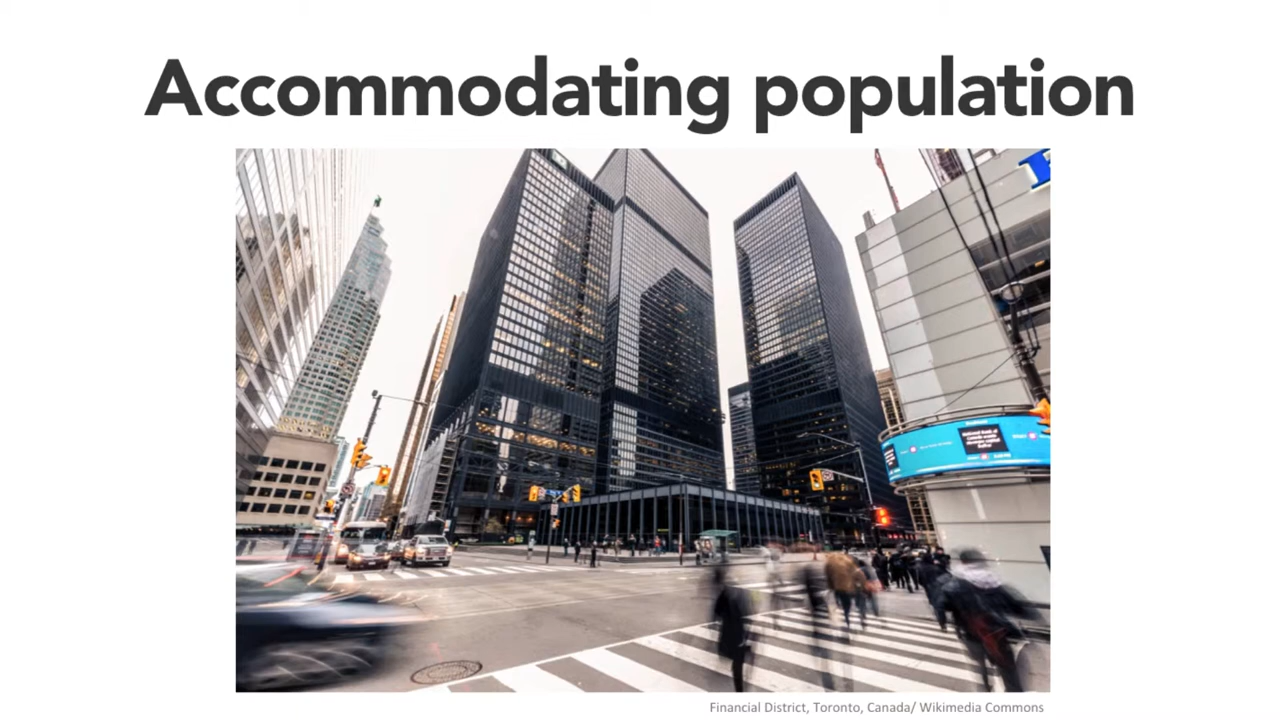 Accommodating population
Financial District, Toronto, Canada/ Wikimedia Commons